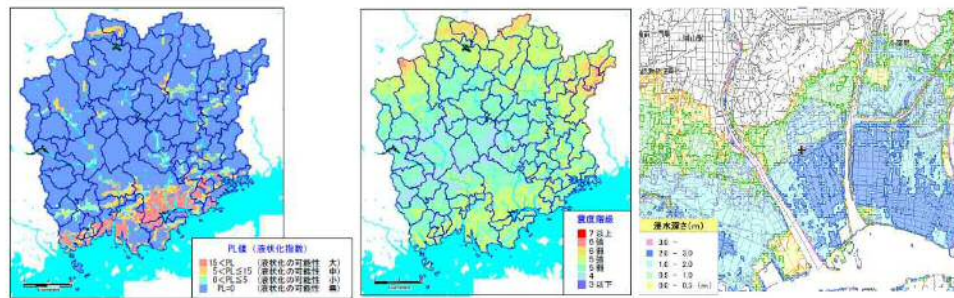 PL値（液状化指数）
15＜PL （液状化の可能性 大）
5＜PL≦15 （液状化の可能性 中）
0＜PL≦5 （液状化の可能性 小）
PL=0 （液状化の可能性 無）
震度階級
7以上
6強
6弱
5強
5弱
4
3以下
浸水深さ(m)
3.0 -
2.0 - 3.0
1.0 - 2.0
0.5 - 1.0
0.0 - 0.5 (m)